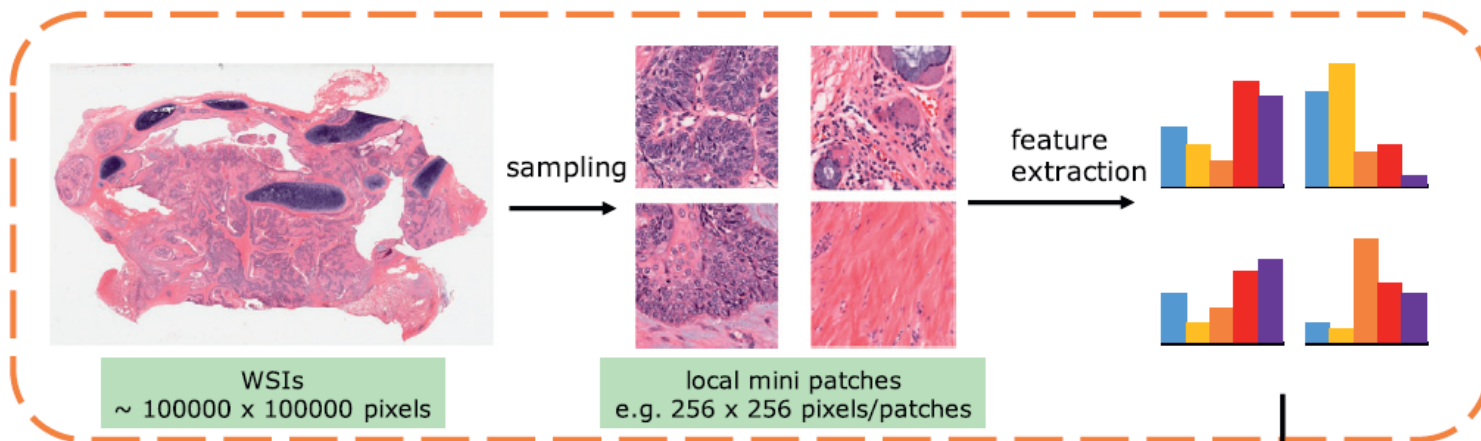 sampling
feature
extraction
WSIs
~ 100000 x 100000 pixels
local mini patches
e.g. 256 x 256 pixels/patches